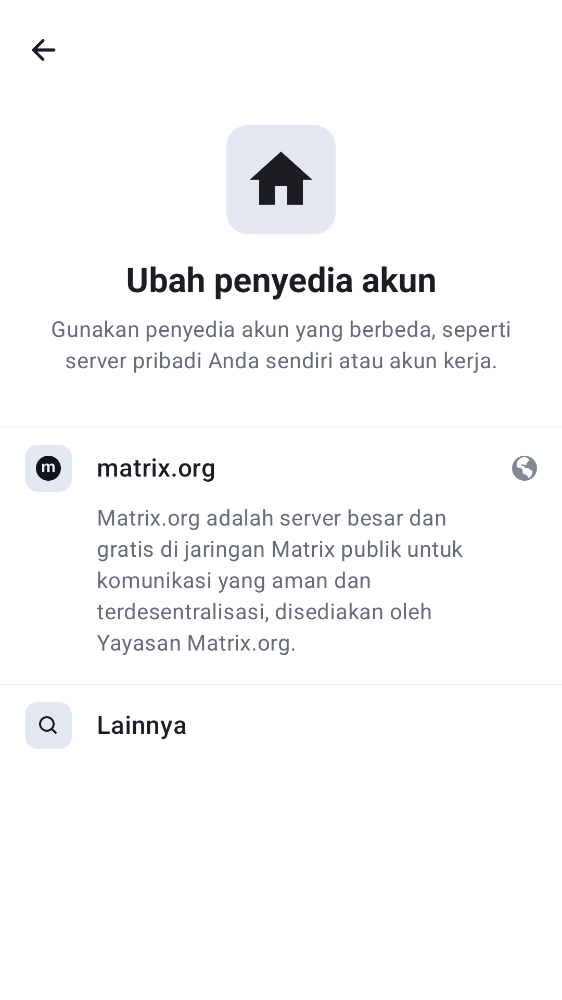 Ubah penyedia akun
Gunakan penyedia akun yang berbeda, seperti
server pribadi Anda sendiri atau akun kerja.
m
matrix.org
Matrix.org adalah server besar dan
gratis di jaringan Matrix publik untuk
komunikasi yang aman dan
terdesentralisasi, disediakan oleh
Yayasan Matrix.org.
Lainnya